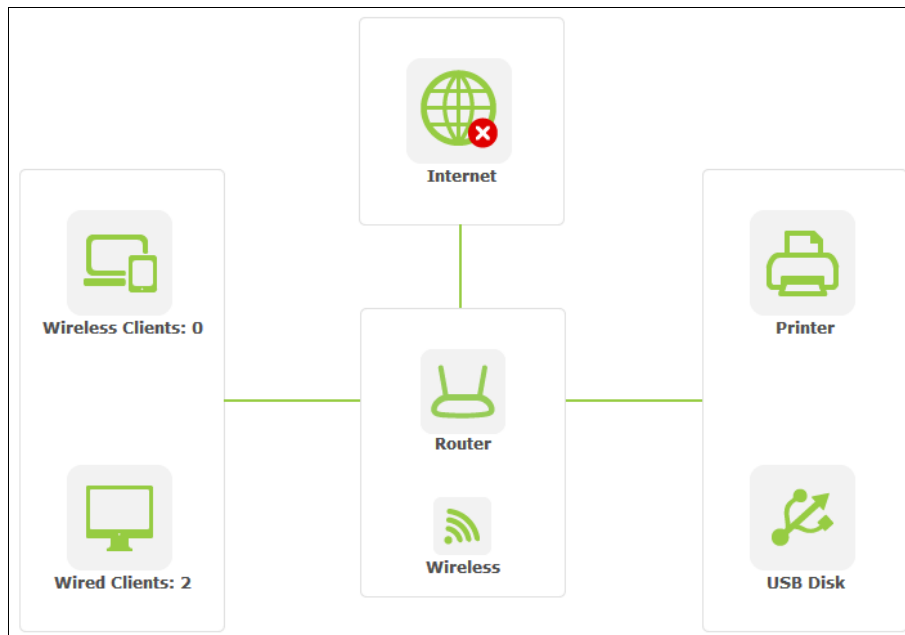 Internet
Wireless Clients: 0
Printer
Router
Wireless
Wired Clients: 2
USB Disk